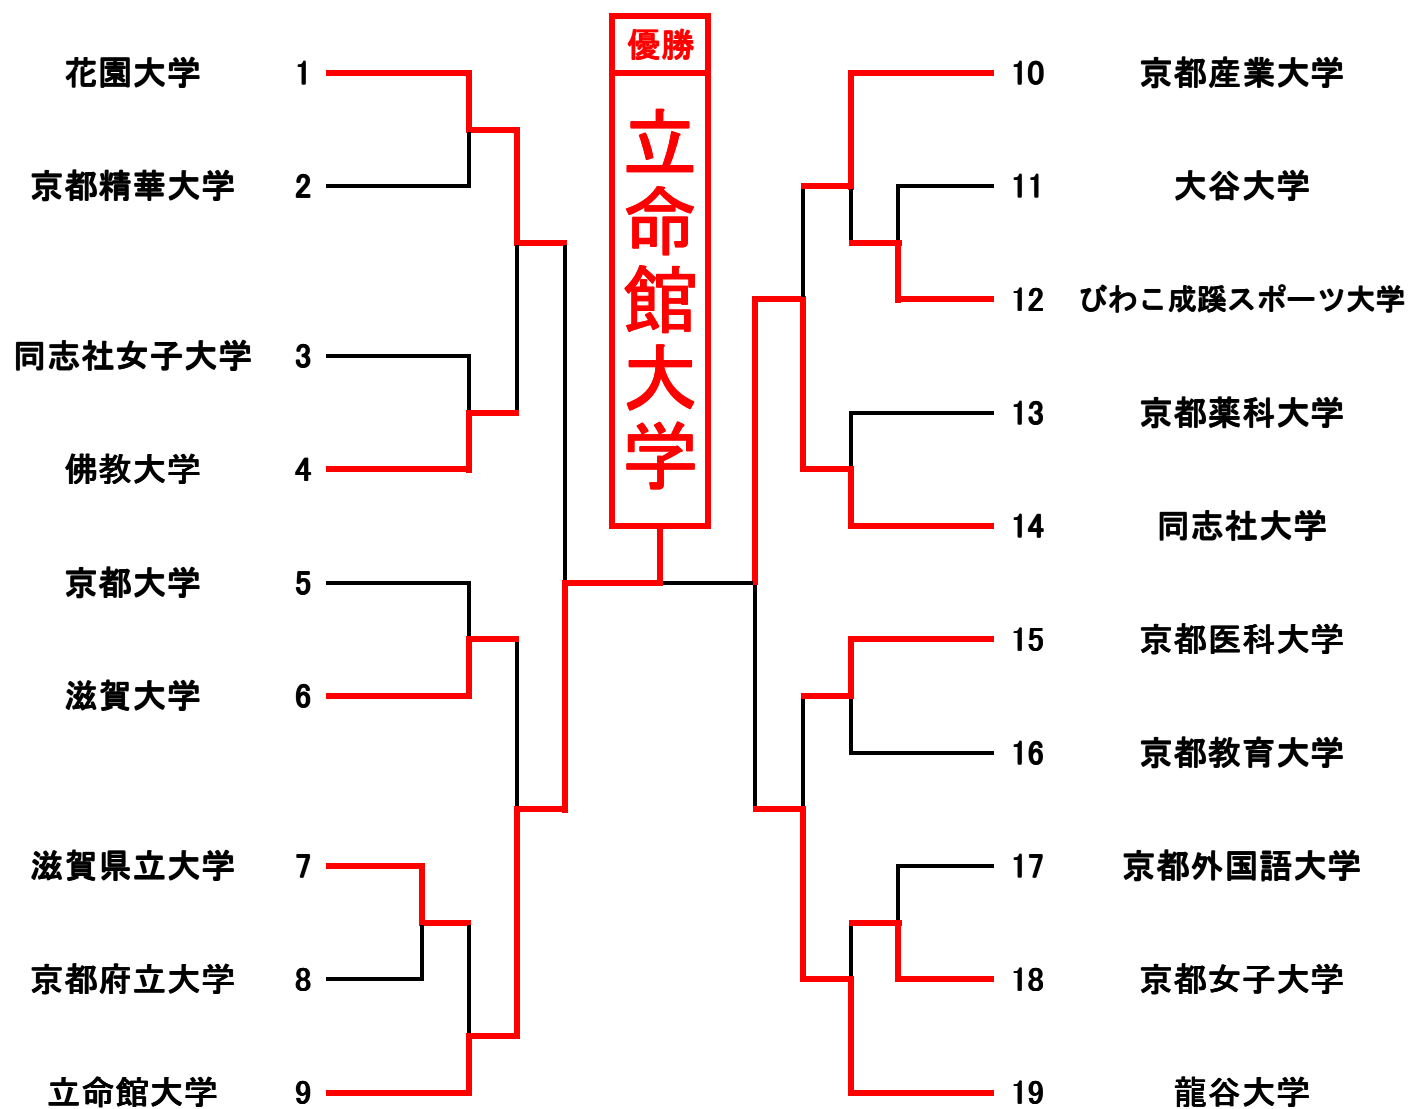 優勝
立命館大学
花園大学 1
京都精華大学 2
同志社女子大学 3
佛教大学 4
京都大学 5
滋賀大学 6
滋賀県立大学 7
京都府立大学 8
立命館大学 9
10 京都産業大学
11 大谷大学
12 びわこ成蹊スポーツ大学
13 京都薬科大学
14 同志社大学
15 京都医科大学
16 京都教育大学
17 京都外国語大学
18 京都女子大学
19 龍谷大学